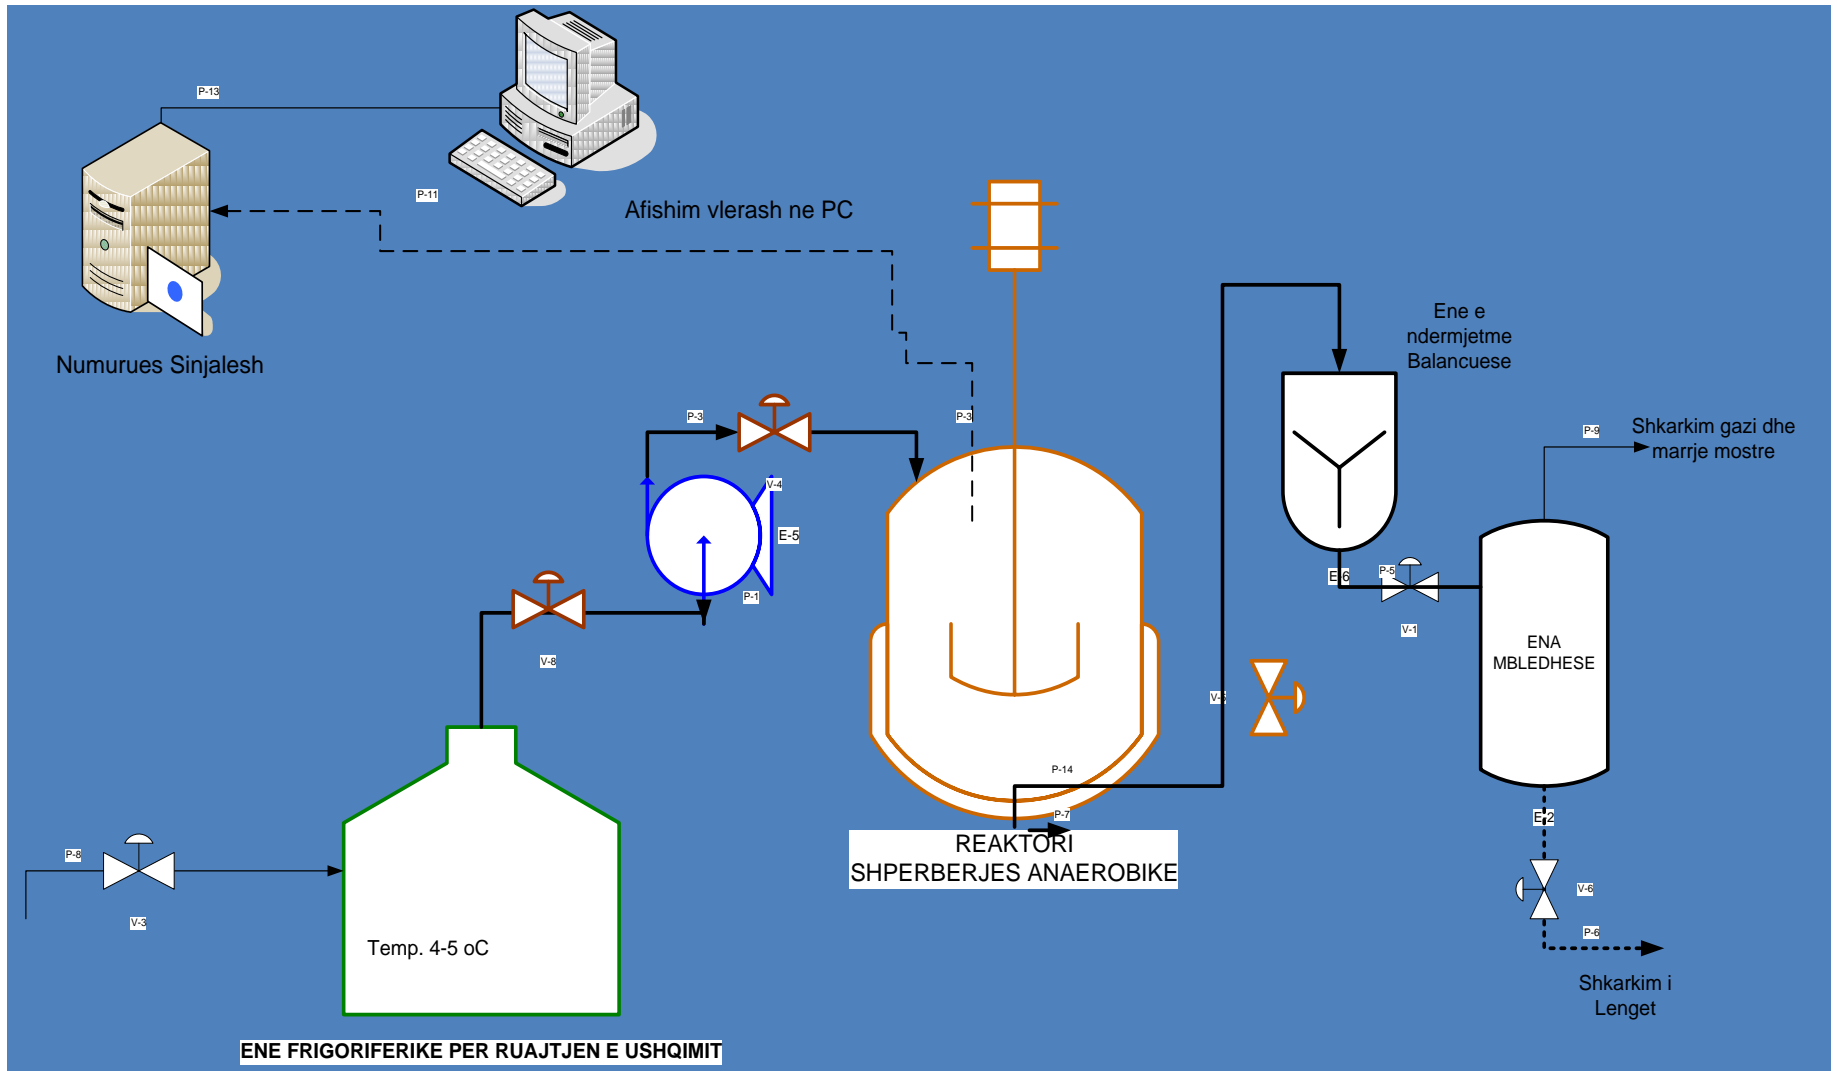 P-13
P-11
Afishim vlerash ne PC
Numurues Sinjalesh
Ene e
ndermjetme
Balancuese
P-3
P-3
Shkarkim gazi dhe
marrje mostre
P-9
V-4
E-5
P-1
E-6
P-5
V-1
V-8
ENA
MBLEDHESE
P-14
P-7
REAKTORI
SHPERBERJES ANAEROBIKE
E-2
P-8
V-3
V-6
P-6
Temp. 4-5 oC
Shkarkim i
Lenget
ENE FRIGORIFERIKE PER RUAJTJEN E USHQIMIT